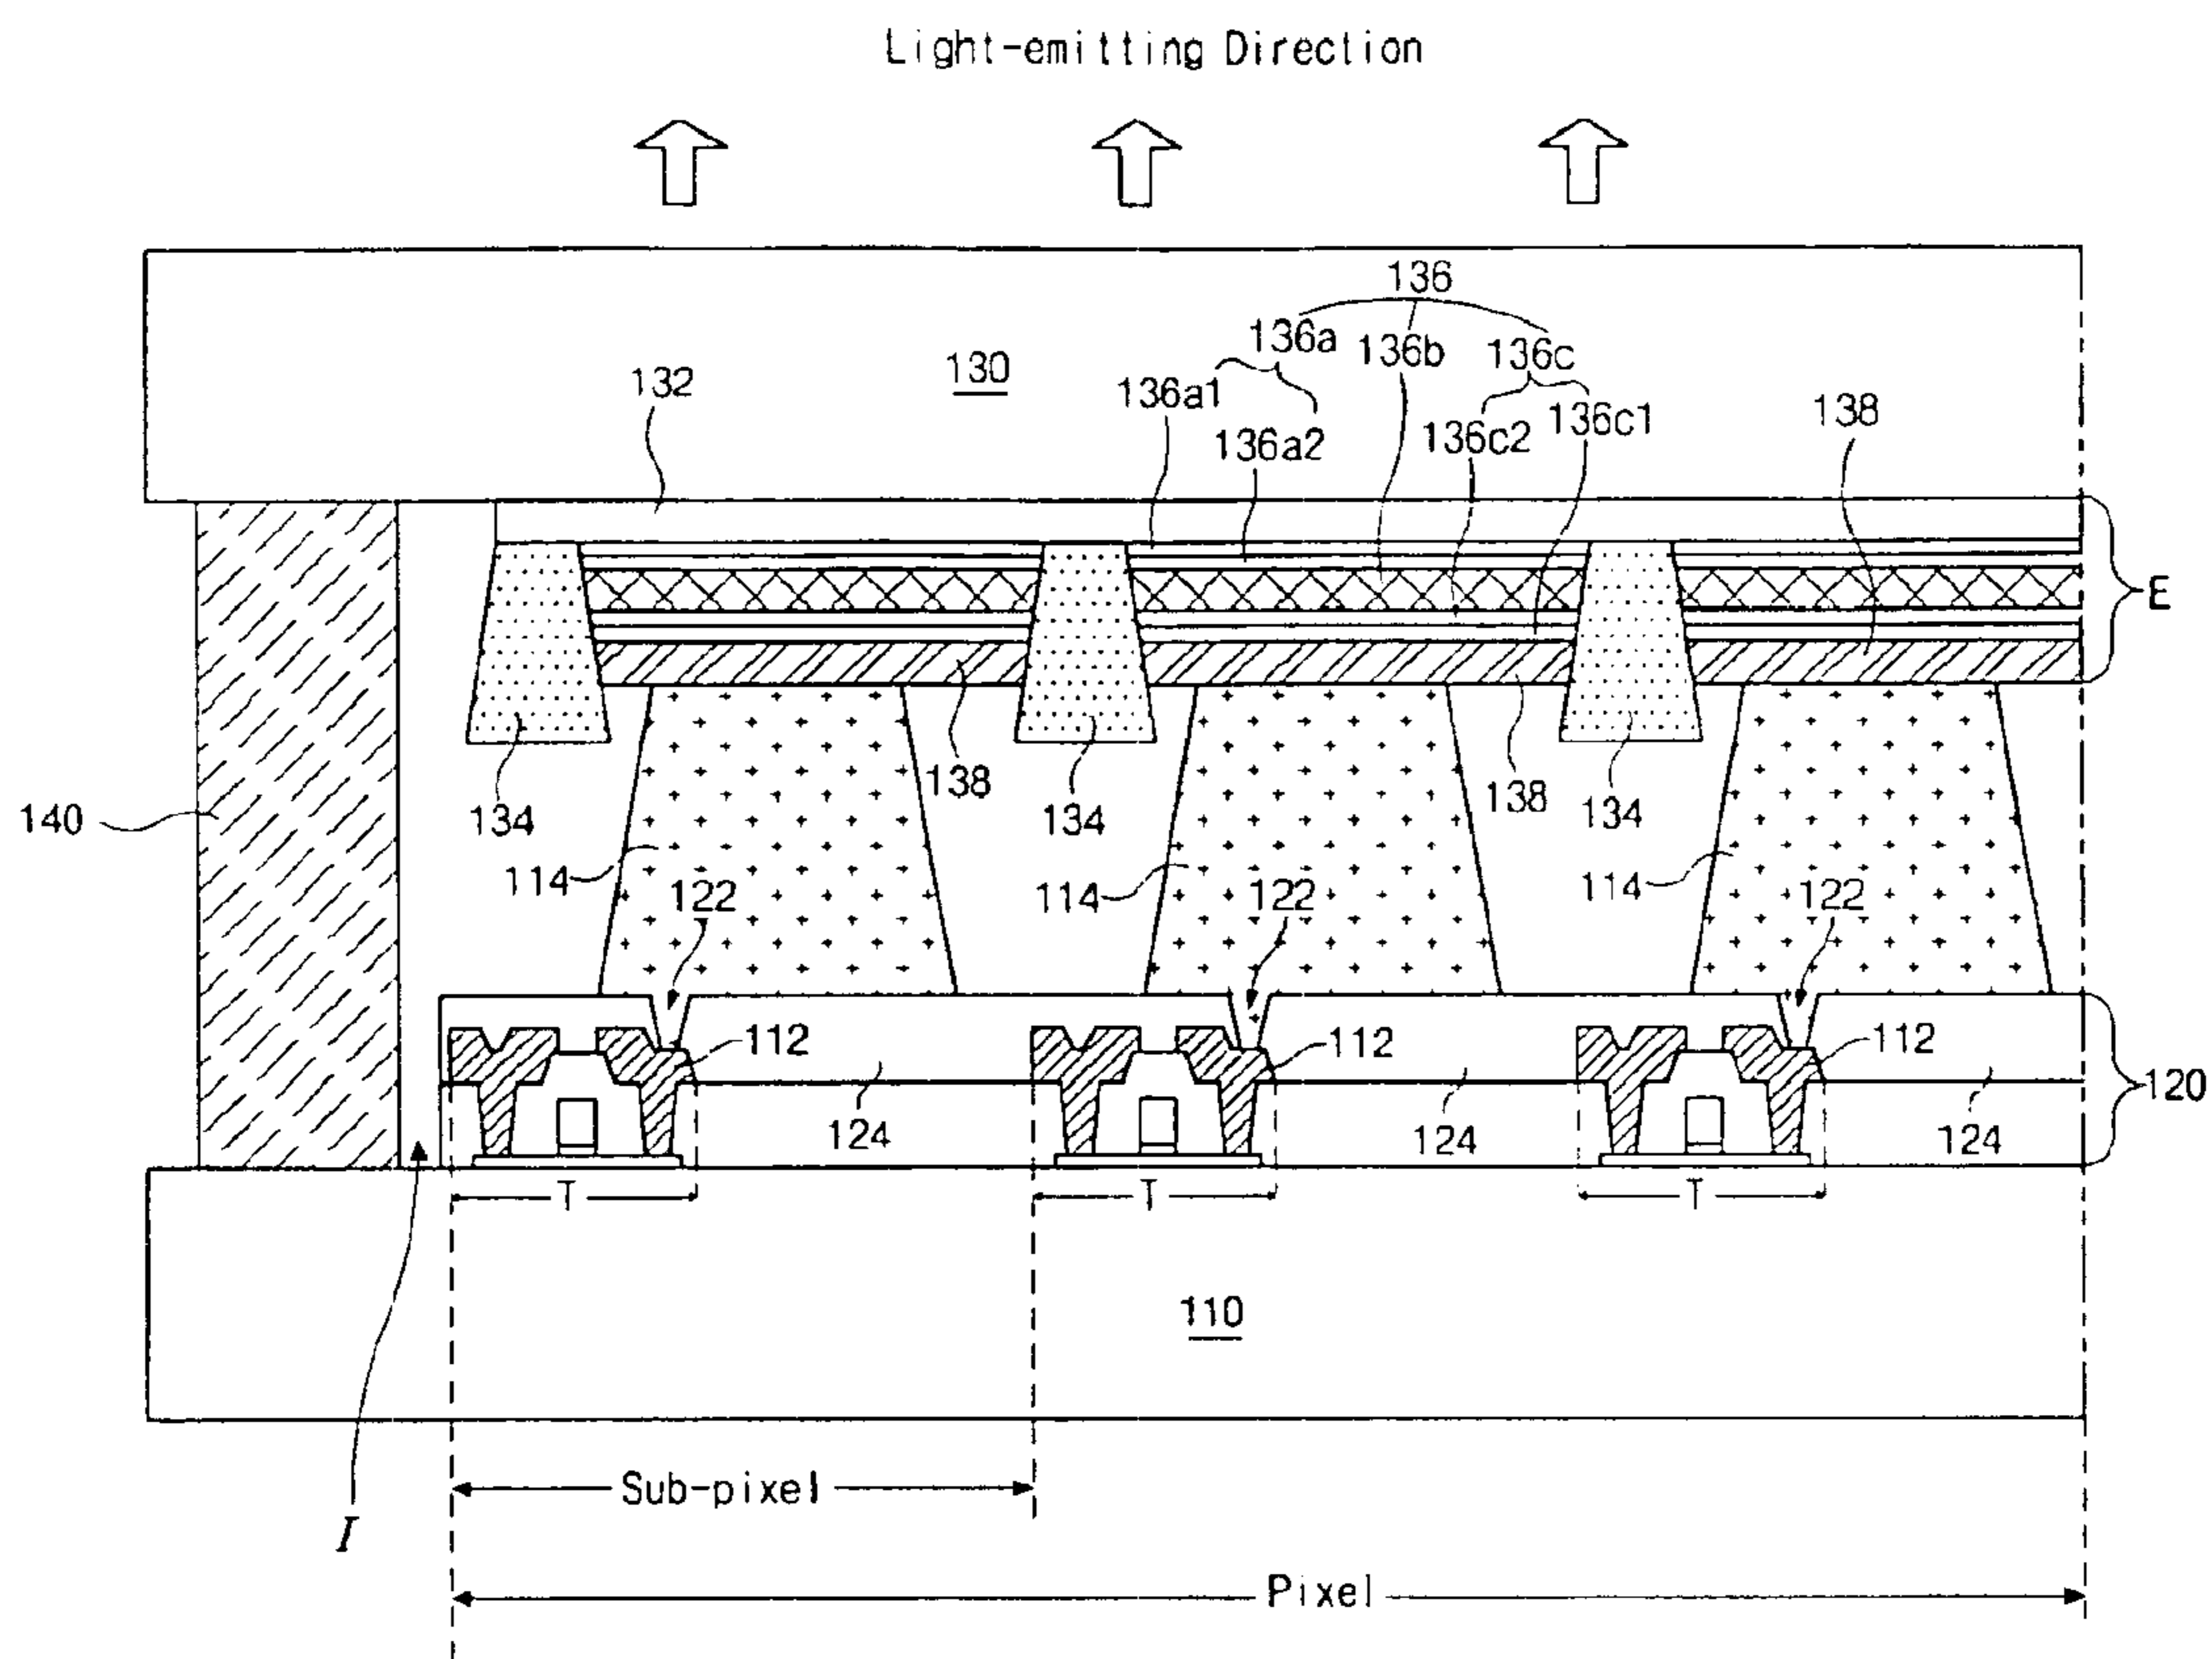 Light-emitting Direction
136
136a 136b 136c
132 130 136a1 136c1 138
136a2 136c2
E
138 138
140 134 134 134
114 122 114 122 114 122
112 112 112
120
124 124 124
T T T
110
Sub-pixel
I
Pixel